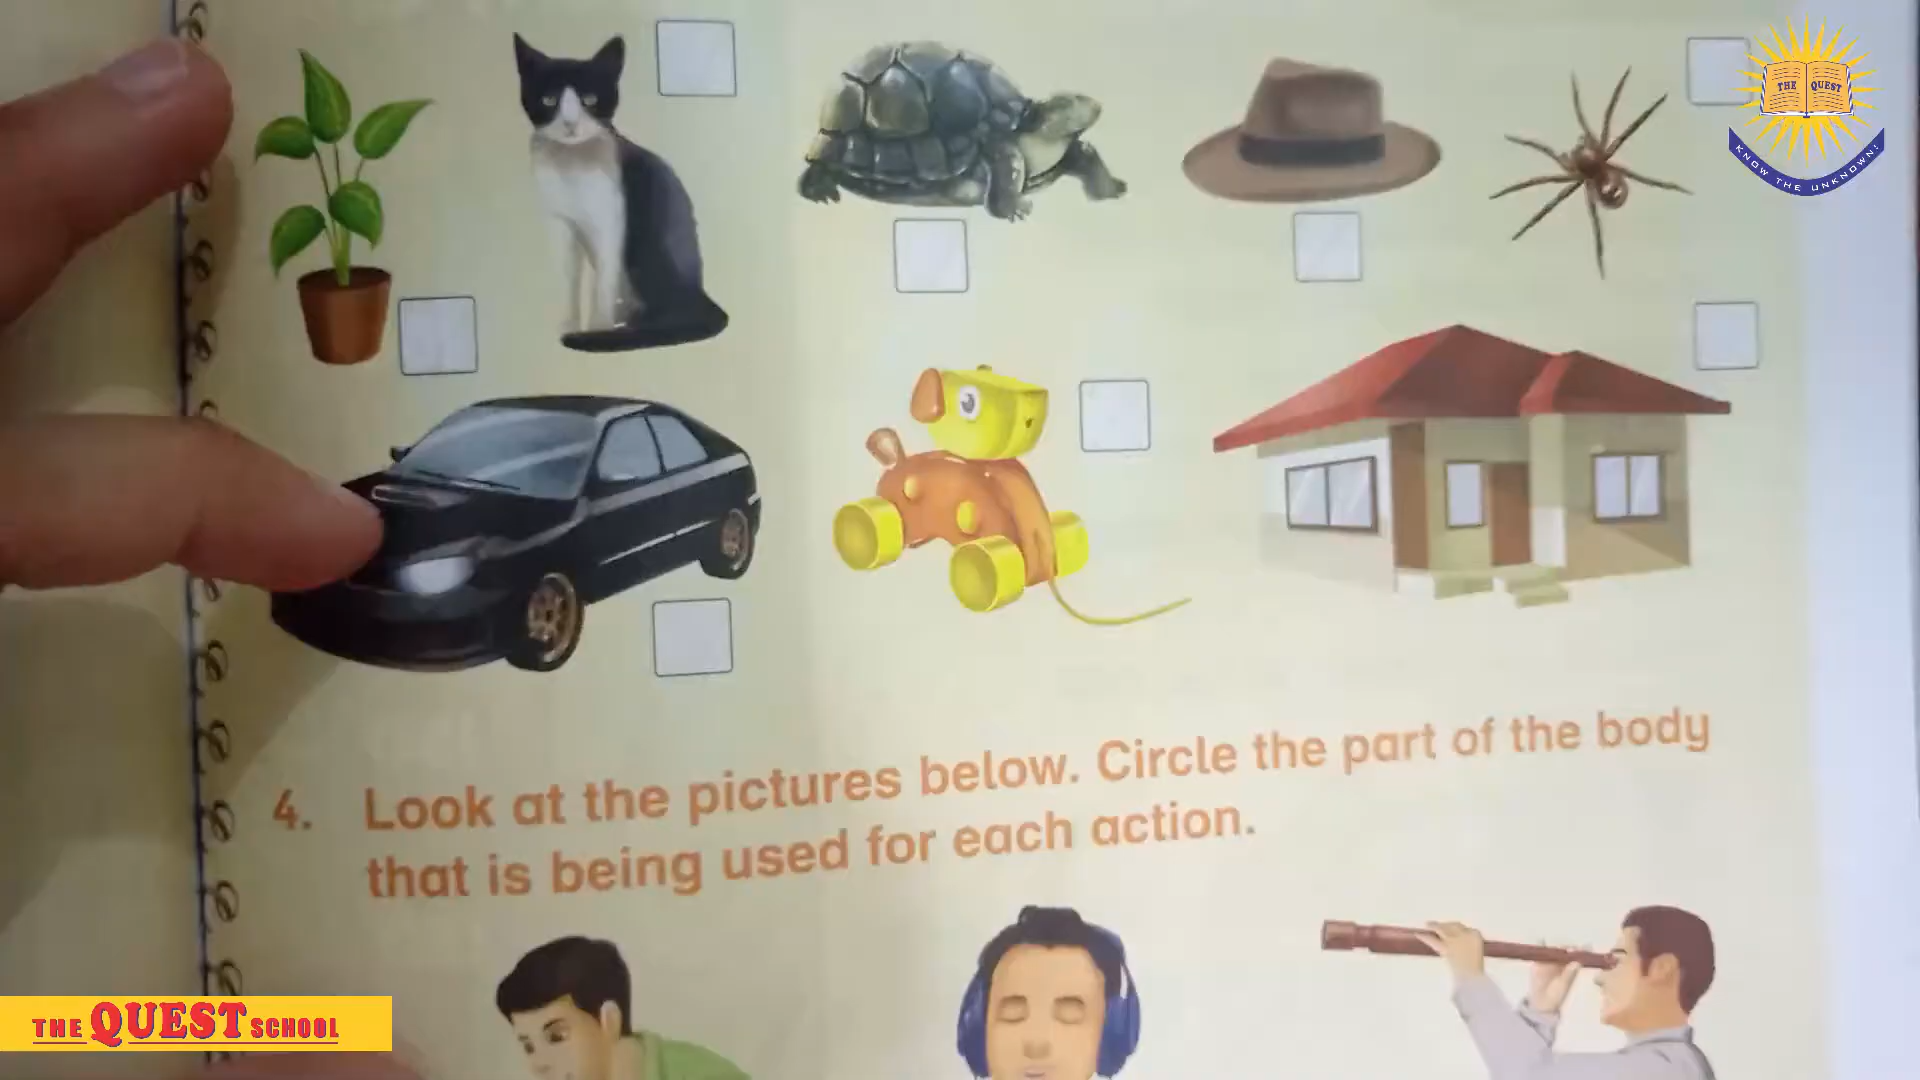 THE QUEST
KNOW THE UNKNOWN!
4. Look at the pictures below. Circle the part of the body
that is being used for each action.
THE QUEST SCHOOL